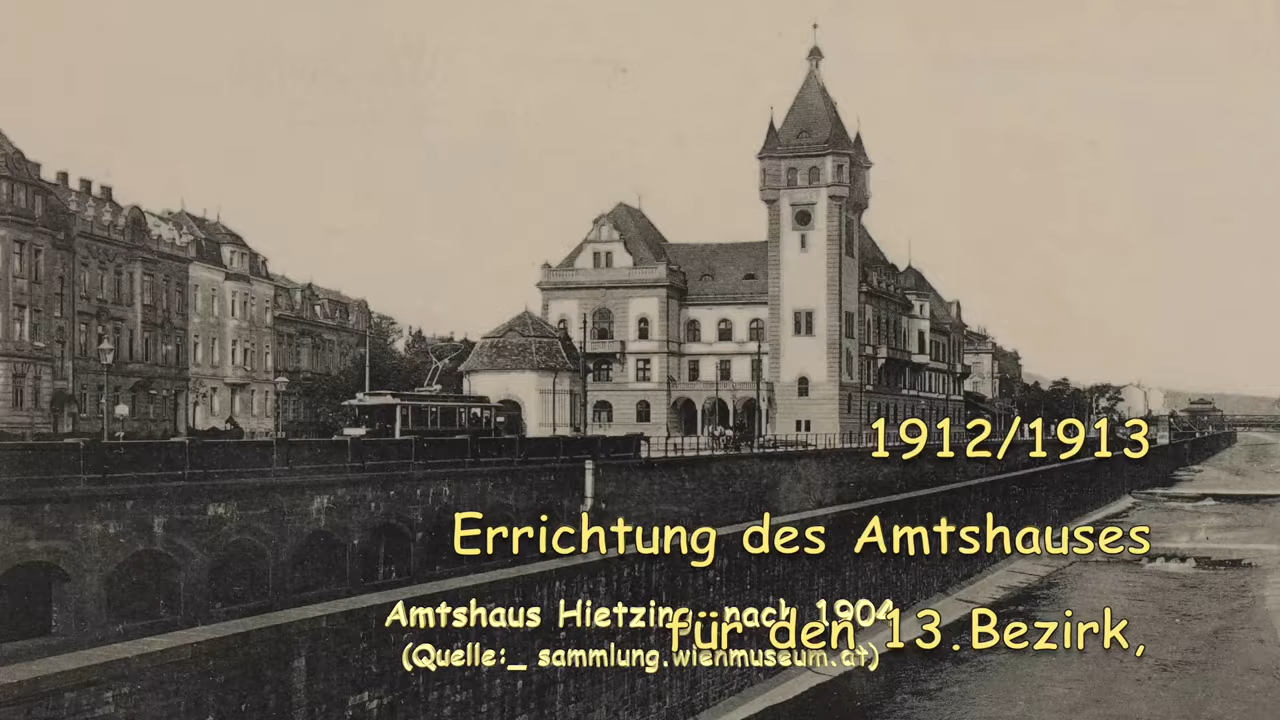 1912/1913
Errichtung des Amtshauses
für den 13.Bezirk,
Amtshaus Hietzing, nach 1904
(Quelle:_ sammlung.wienmuseum.at)